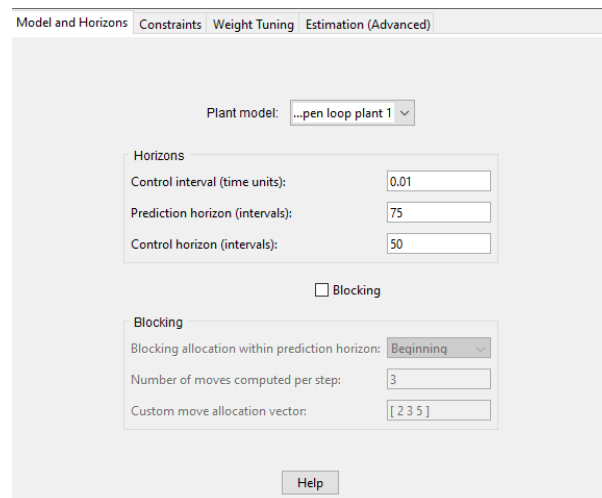 Model and Horizons Constraints Weight Tuning Estimation (Advanced)
Plant model: ...pen loop plant 1
Horizons
Control interval (time units): 0.01
Prediction horizon (intervals): 75
Control horizon (intervals): 50
Blocking
Blocking
Blocking allocation within prediction horizon: Beginning
Number of moves computed per step: 3
Custom move allocation vector: [ 2 3 5 ]
Help